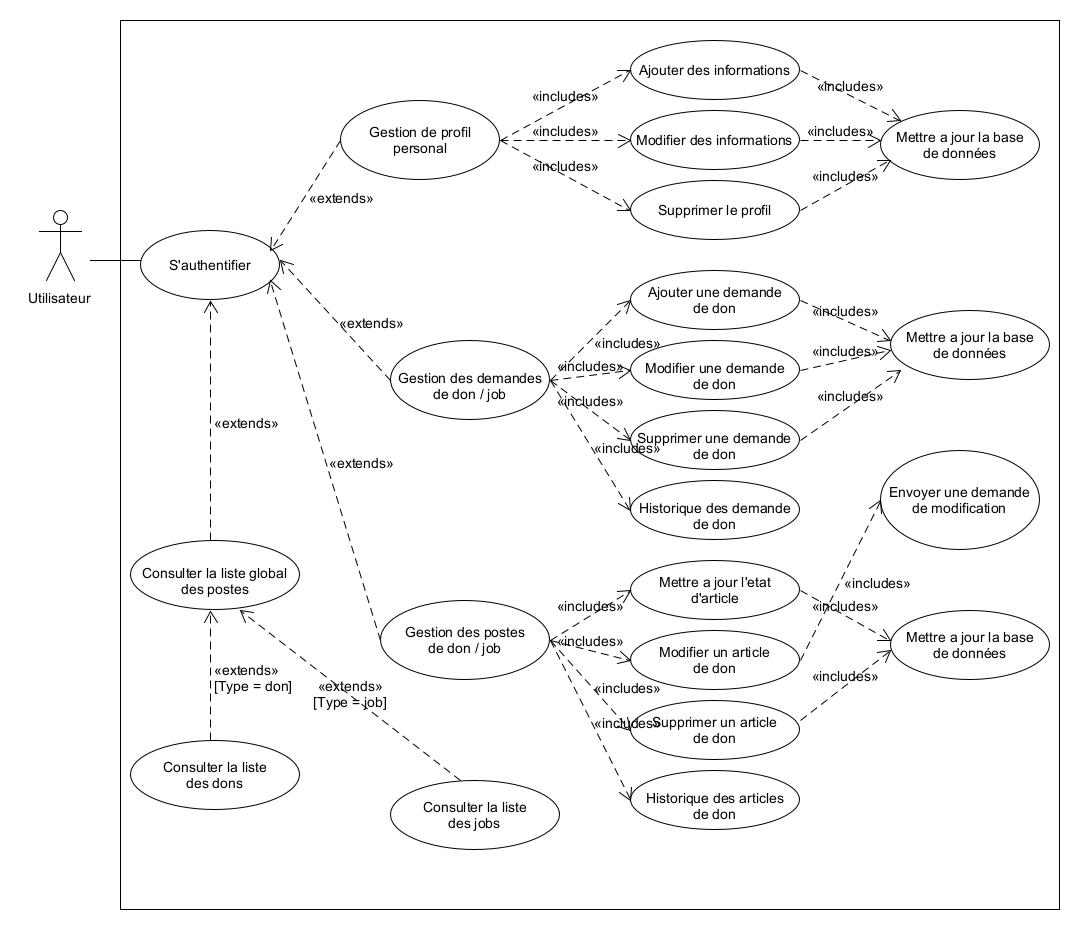 Utilisateur
S'authentifier
«extends»
Gestion de profil
personal
«includes»
«includes»
«includes»
Ajouter des informations
Modifier des informations
Supprimer le profil
«includes»
«includes»
«includes»
Mettre a jour la base
de données
«extends»
Gestion des demandes
de don / job
«includes»
«includes»
«includes»
«includes»
Ajouter une demande
de don
Modifier une demande
de don
Supprimer une demande
de don
Historique des demande
de don
«includes»
«includes»
«includes»
Mettre a jour la base
de données
«extends»
Gestion des postes
de don / job
«includes»
«includes»
«includes»
«includes»
Mettre a jour l'etat
d'article
Modifier un article
de don
Supprimer un article
de don
Historique des articles
de don
«includes»
Envoyer une demande
de modification
«includes»
«includes»
Mettre a jour la base
de données
«extends»
Consulter la liste global
des postes
«extends»
[Type = don]
«extends»
[Type = job]
Consulter la liste
des dons
Consulter la liste
des jobs